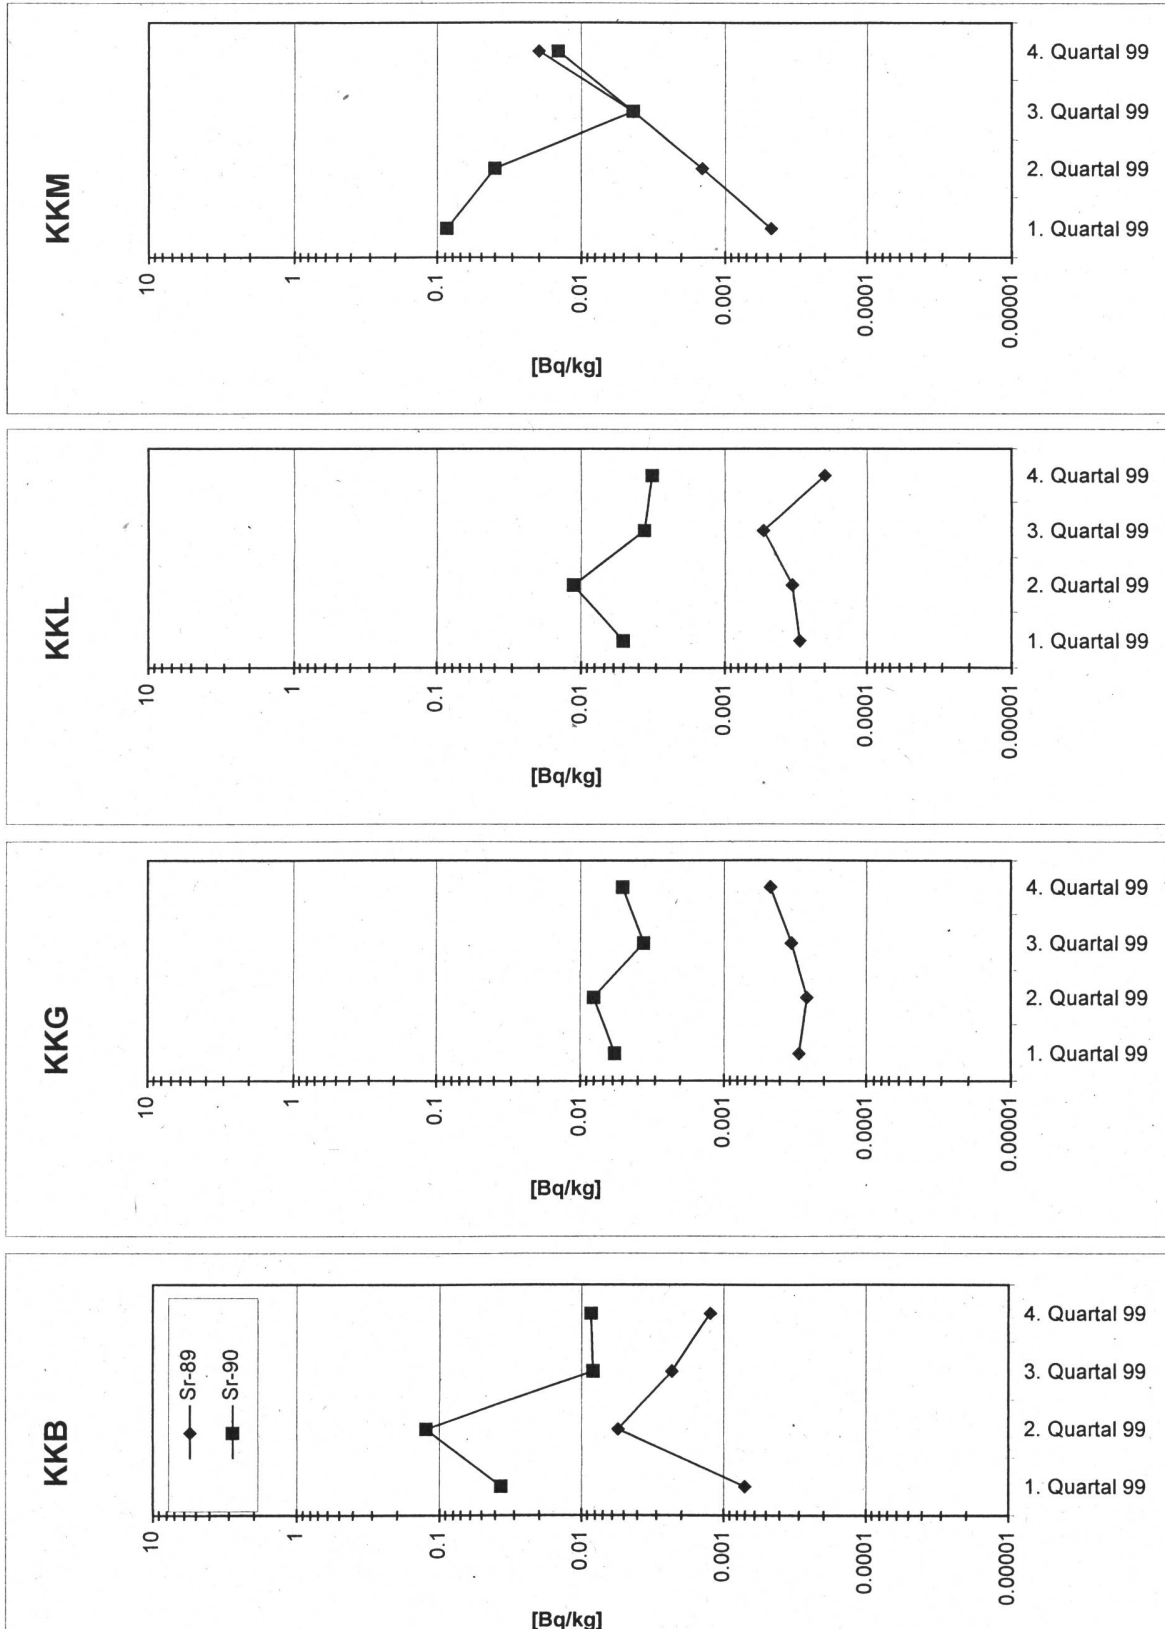 KKM
10
1
0.1
0.01
0.001
0.0001
0.00001
[Bq/kg]
4. Quartal 99
3. Quartal 99
2. Quartal 99
1. Quartal 99
KKL
10
1
0.1
0.01
0.001
0.0001
0.00001
[Bq/kg]
4. Quartal 99
3. Quartal 99
2. Quartal 99
1. Quartal 99
KKG
10
1
0.1
0.01
0.001
0.0001
0.00001
[Bq/kg]
4. Quartal 99
3. Quartal 99
2. Quartal 99
1. Quartal 99
KKB
Sr-89
Sr-90
10
1
0.1
0.01
0.001
0.0001
0.00001
[Bq/kg]
4. Quartal 99
3. Quartal 99
2. Quartal 99
1. Quartal 99